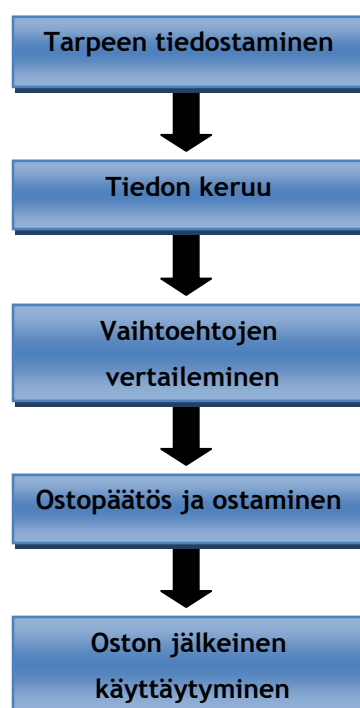 Tarpeen tiedostaminen
Tiedon keruu
Vaihtoehtojen
vertaileminen
Ostopäätös ja ostaminen
Oston jälkeinen
käyttäytyminen